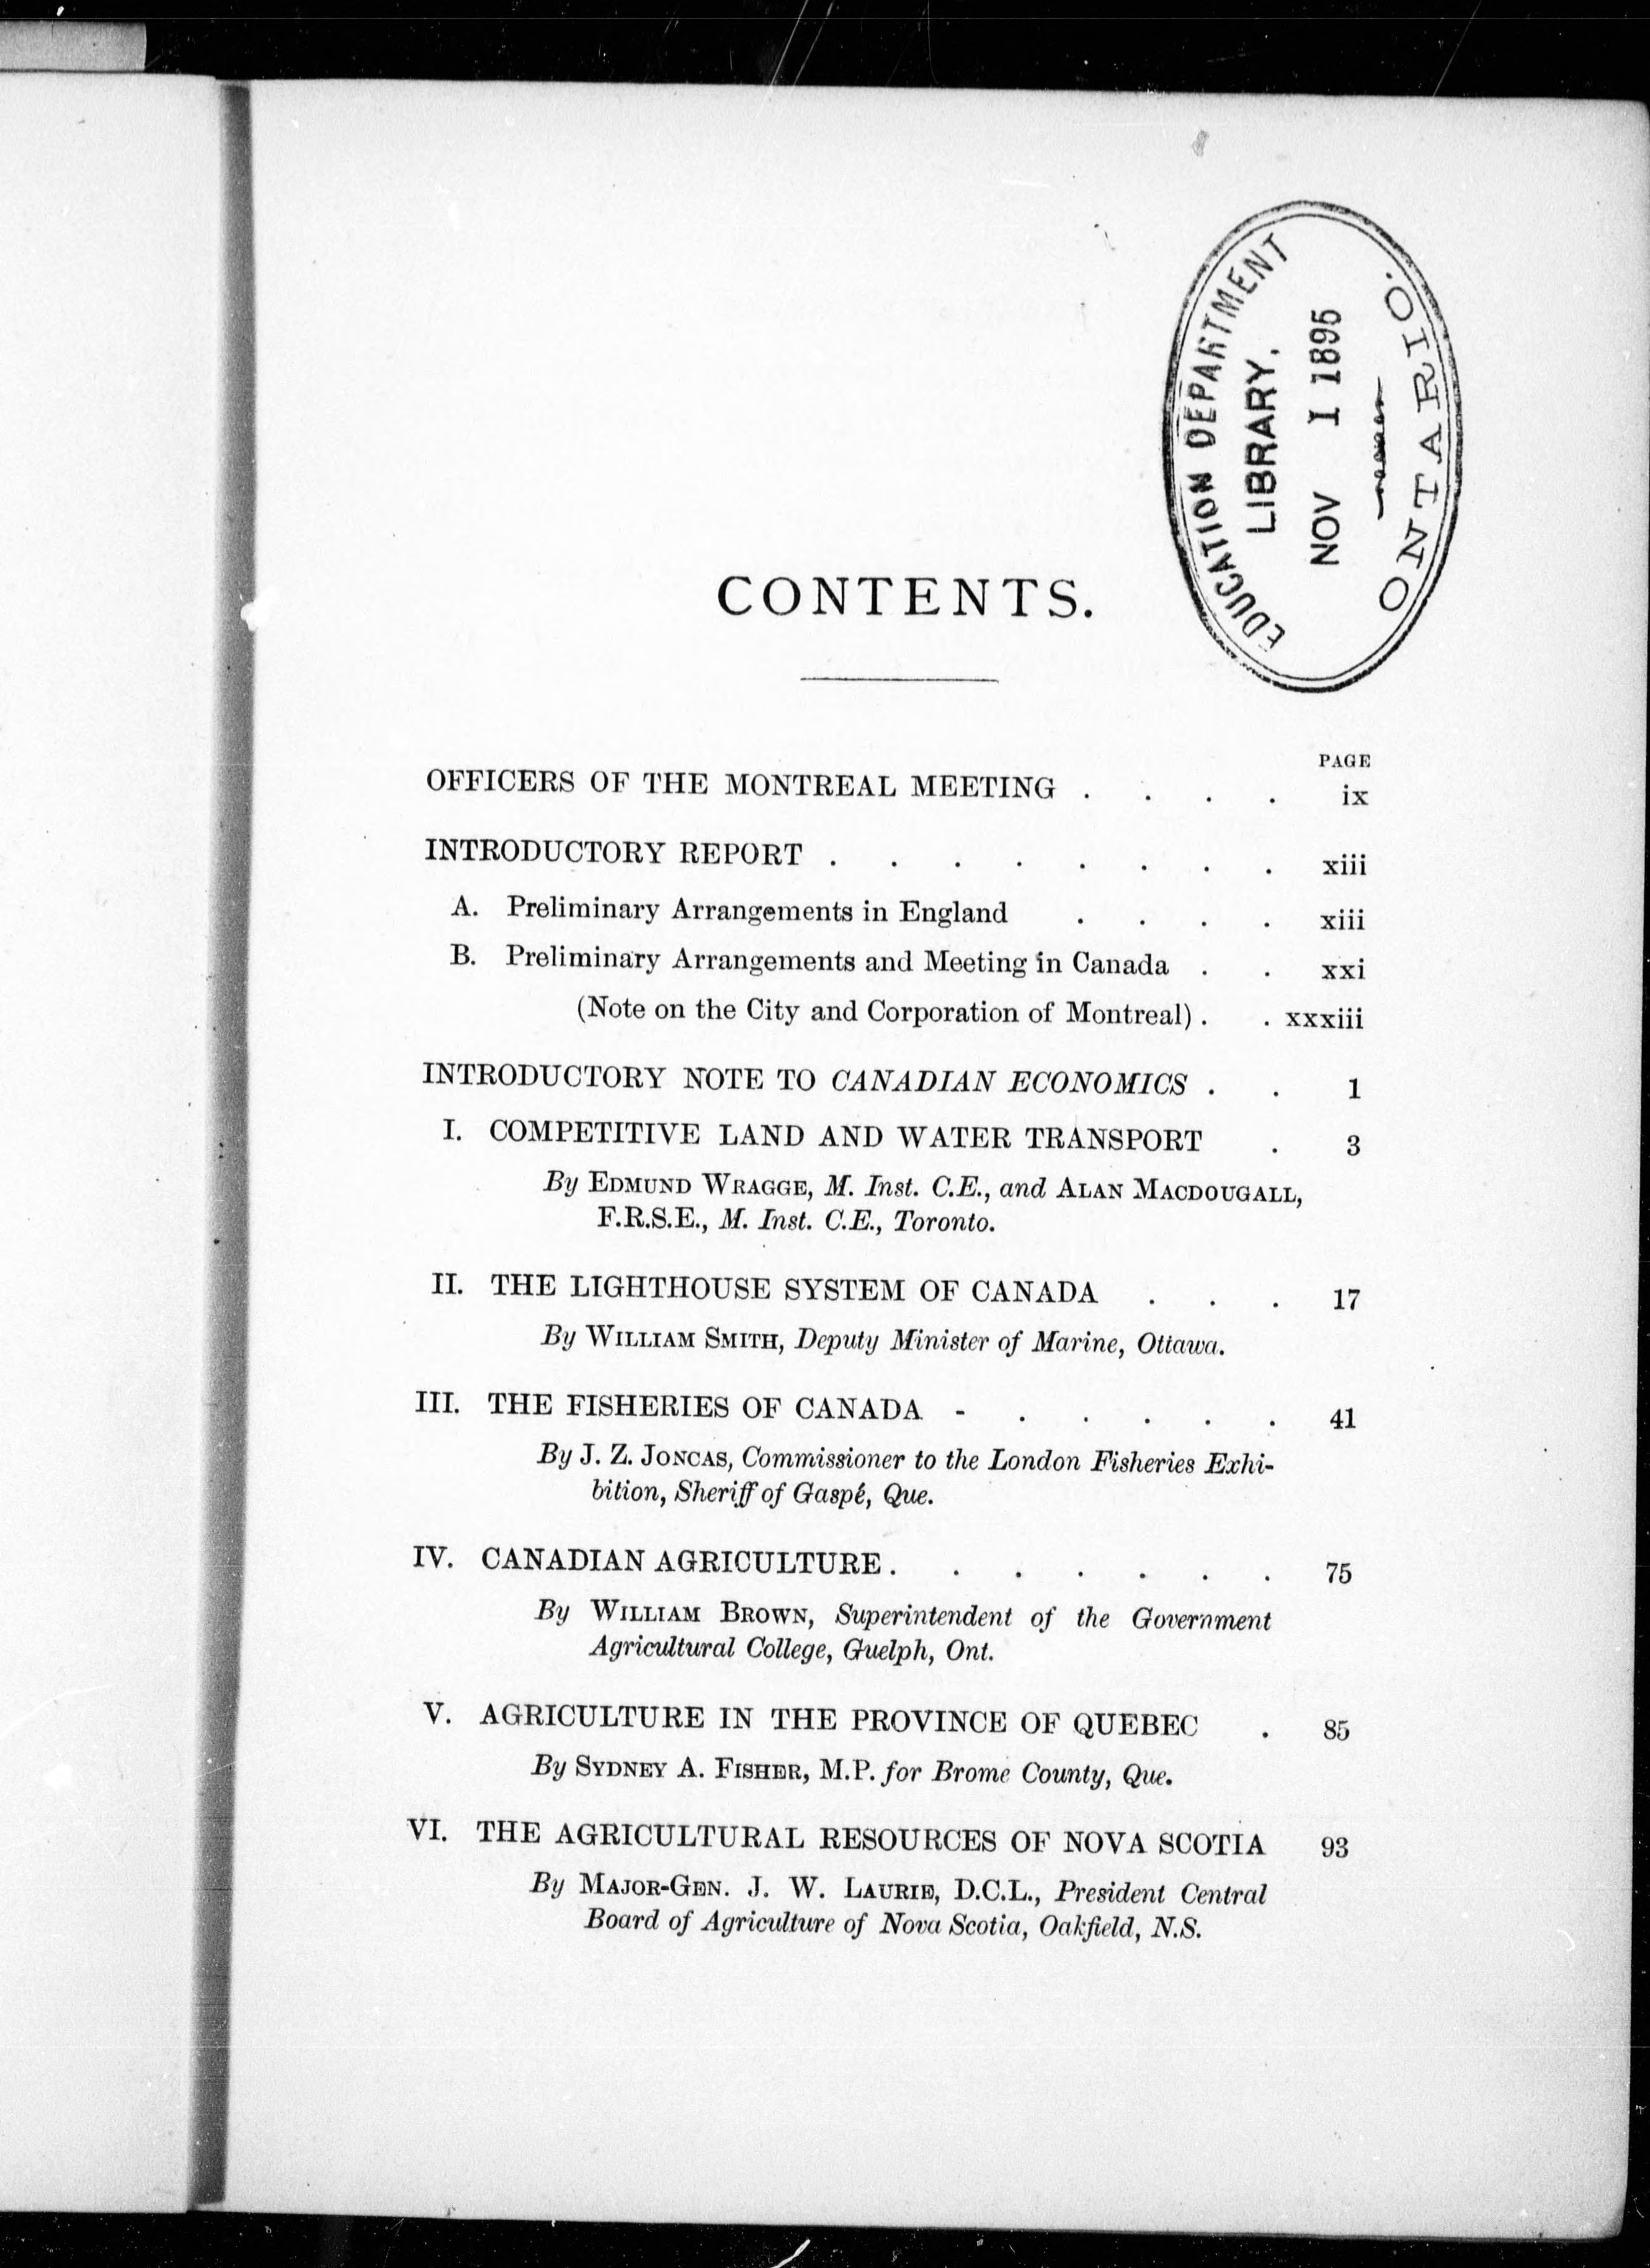 EDUCATION DEPARTMENT
LIBRARY.
NOV 1 1895
ONTARIO.
CONTENTS.
PAGE
OFFICERS OF THE MONTREAL MEETING . . . . ix
INTRODUCTORY REPORT . . . . . . . . xiii
A. Preliminary Arrangements in England . . . . xiii
B. Preliminary Arrangements and Meeting in Canada . . xxi
(Note on the City and Corporation of Montreal) . . xxxiii
INTRODUCTORY NOTE TO CANADIAN ECONOMICS . . 1
I. COMPETITIVE LAND AND WATER TRANSPORT . 3
By EDMUND WRAGGE, M. Inst. C.E., and ALAN MACDOUGALL,
F.R.S.E., M. Inst. C.E., Toronto.
II. THE LIGHTHOUSE SYSTEM OF CANADA . . . 17
By WILLIAM SMITH, Deputy Minister of Marine, Ottawa.
III. THE FISHERIES OF CANADA - . . . . . 41
By J. Z. JONCAS, Commissioner to the London Fisheries Exhi-
bition, Sheriff of Gaspé, Que.
IV. CANADIAN AGRICULTURE . . . . . . . 75
By WILLIAM BROWN, Superintendent of the Government
Agricultural College, Guelph, Ont.
V. AGRICULTURE IN THE PROVINCE OF QUEBEC . 85
By SYDNEY A. FISHER, M.P. for Brome County, Que.
VI. THE AGRICULTURAL RESOURCES OF NOVA SCOTIA 93
By MAJOR-GEN. J. W. LAURIE, D.C.L., President Central
Board of Agriculture of Nova Scotia, Oakfield, N.S.